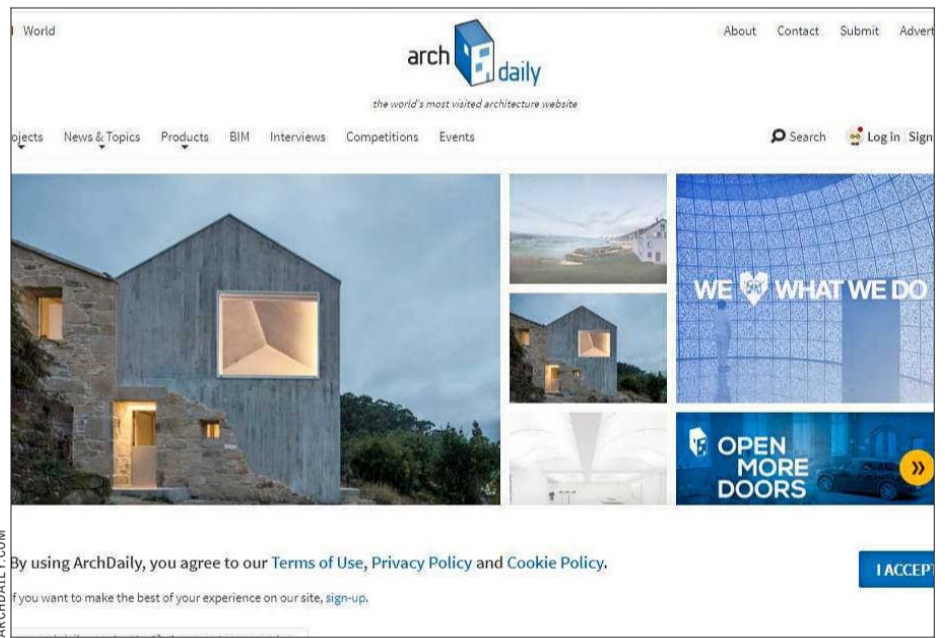 World
About Contact Submit Advert
arch daily
the world's most visited architecture website
ojects News & Topics Products BIM Interviews Competitions Events
Search Log in Sign
WE WHAT WE DO
OPEN
MORE
DOORS
By using ArchDaily, you agree to our Terms of Use, Privacy Policy and Cookie Policy.
I ACCEPT
f you want to make the best of your experience on our site, sign-up.
ARCHDAILY.COM